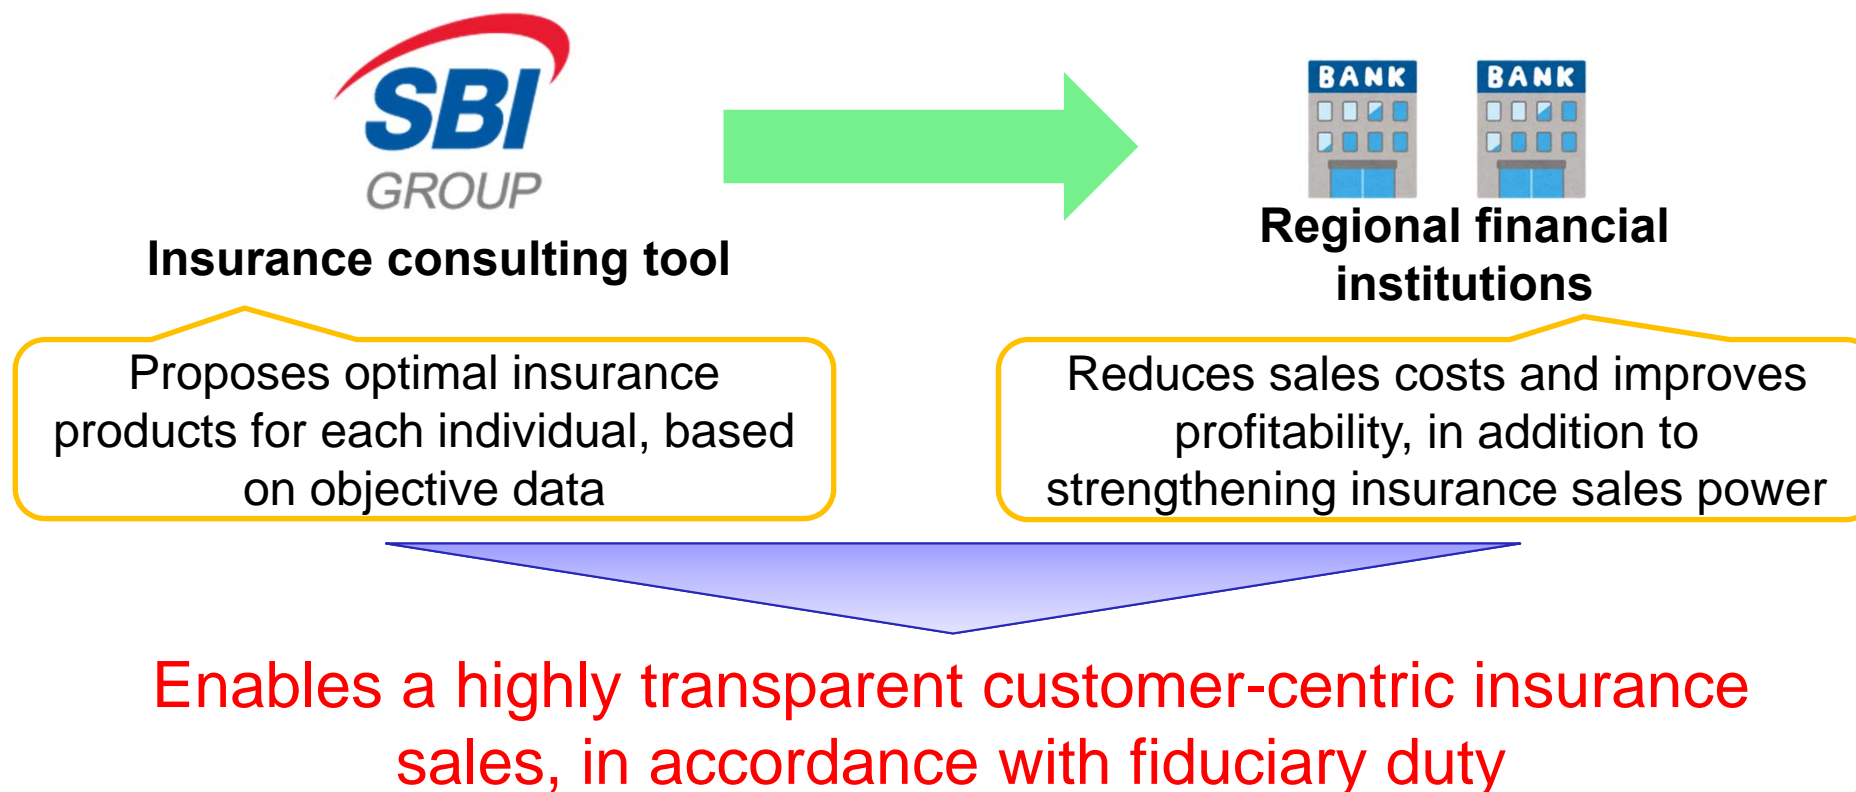 SBI
GROUP
BANK
BANK
Insurance consulting tool
Regional financial
institutions
Proposes optimal insurance
products for each individual, based
on objective data
Reduces sales costs and improves
profitability, in addition to
strengthening insurance sales power
Enables a highly transparent customer-centric insurance
sales, in accordance with fiduciary duty